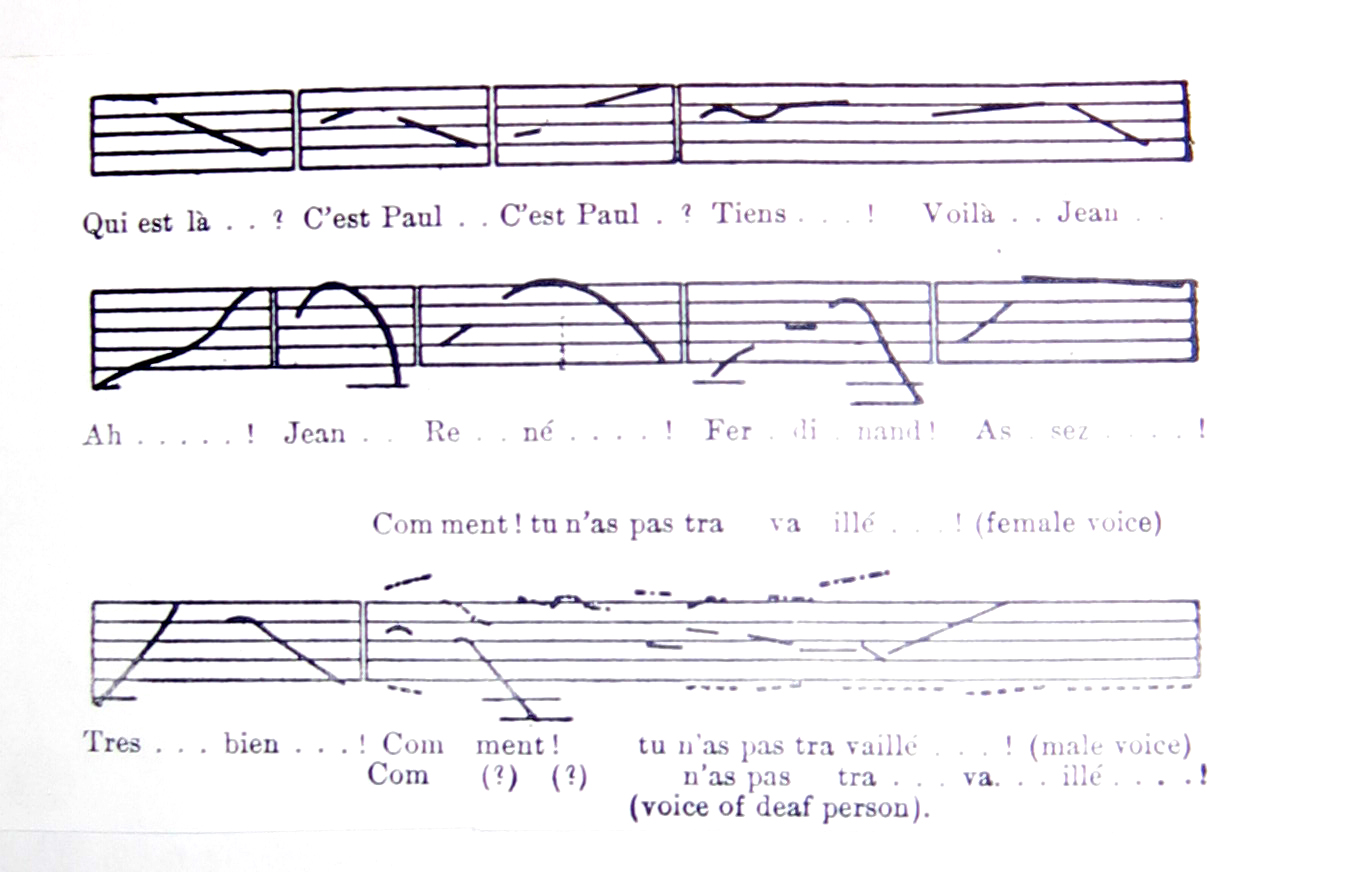 Qui est là . . ? C'est Paul . . C'est Paul . ? Tiens . . . ! Voilà . . Jean . .
Ah . . . . . ! Jean . . Re . . né . . . . ! Fer . di . nand! As . sez . . . . !
Com ment! tu n'as pas tra va illé . . . ! (female voice)
Tres . . . bien . . . ! Com ment! tu n'as pas tra vaillé . . . ! (male voice)
Com (?) (?) n'as pas tra . . . va. . . illé . . . . !
(voice of deaf person).